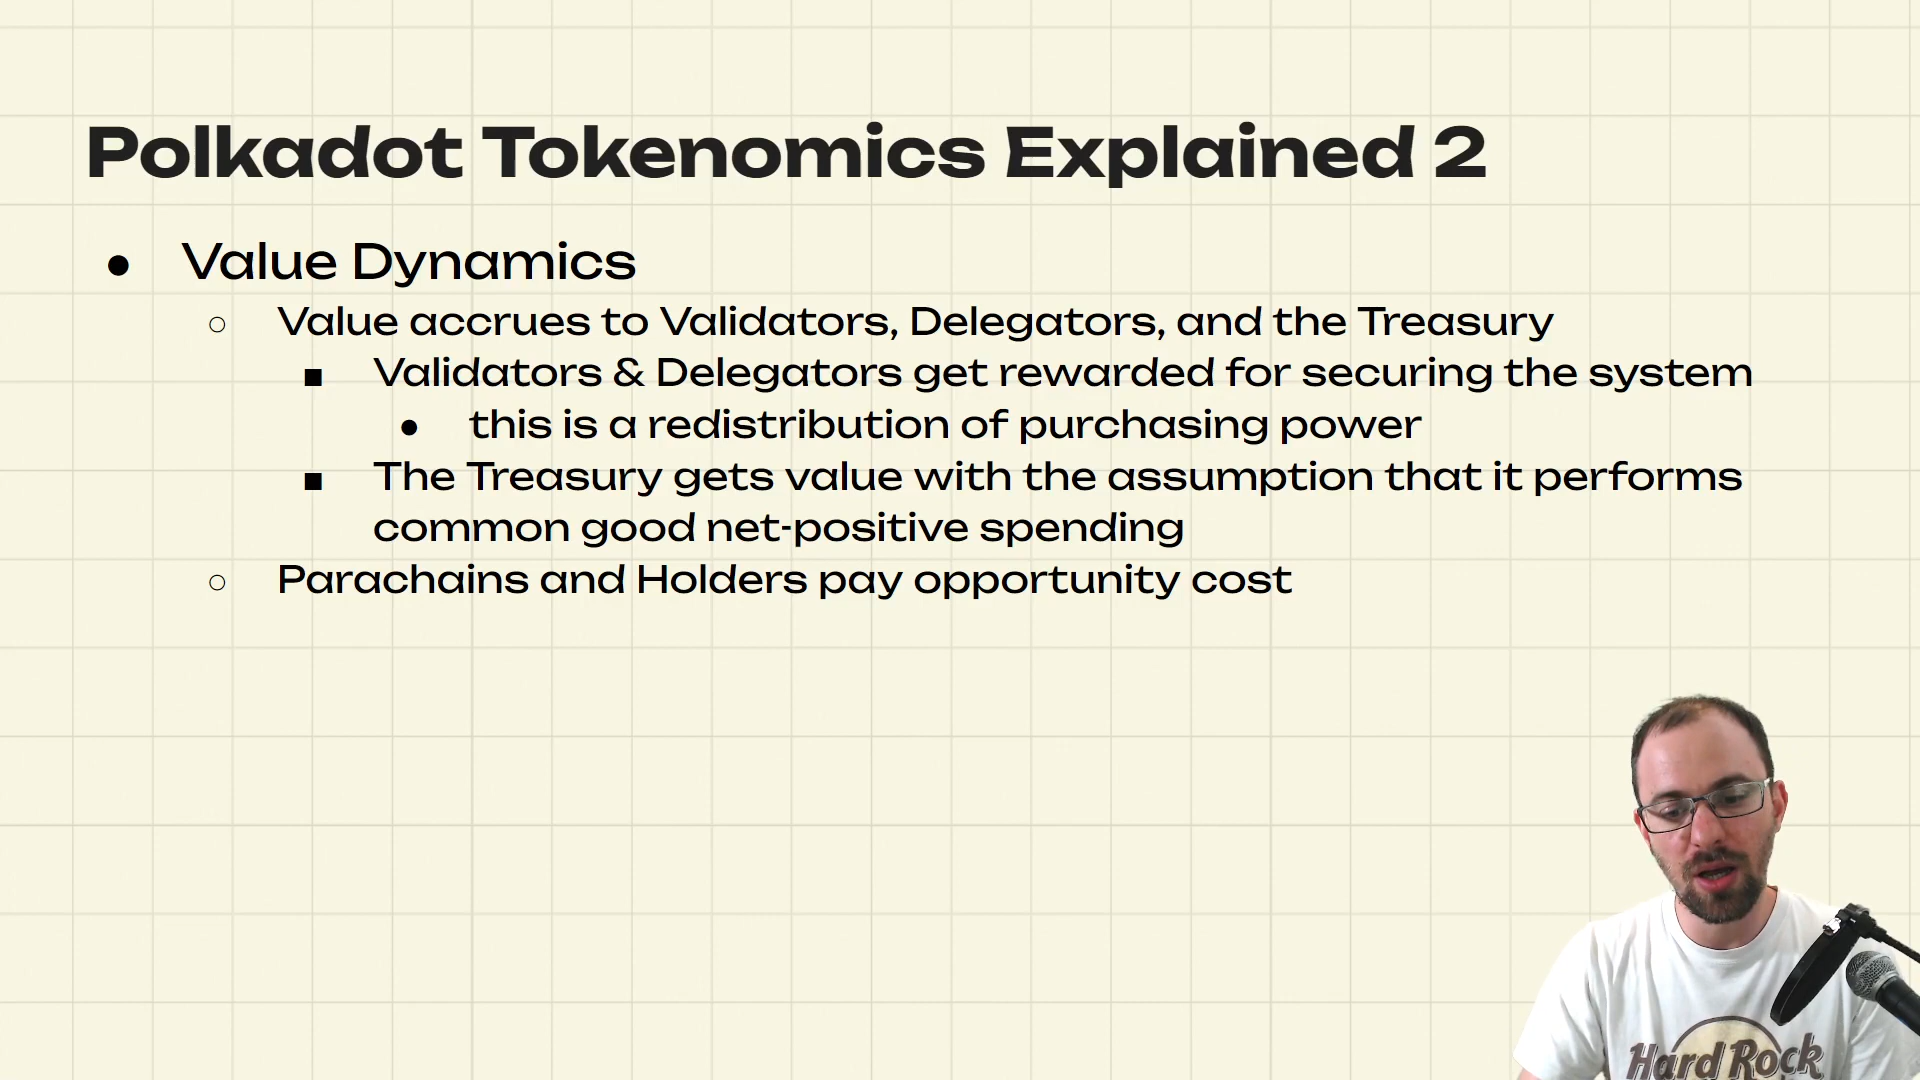 Polkadot Tokenomics Explained 2
● Value Dynamics
○ Value accrues to Validators, Delegators, and the Treasury
■ Validators & Delegators get rewarded for securing the system
● this is a redistribution of purchasing power
■ The Treasury gets value with the assumption that it performs
common good net-positive spending
○ Parachains and Holders pay opportunity cost
Hard Rock